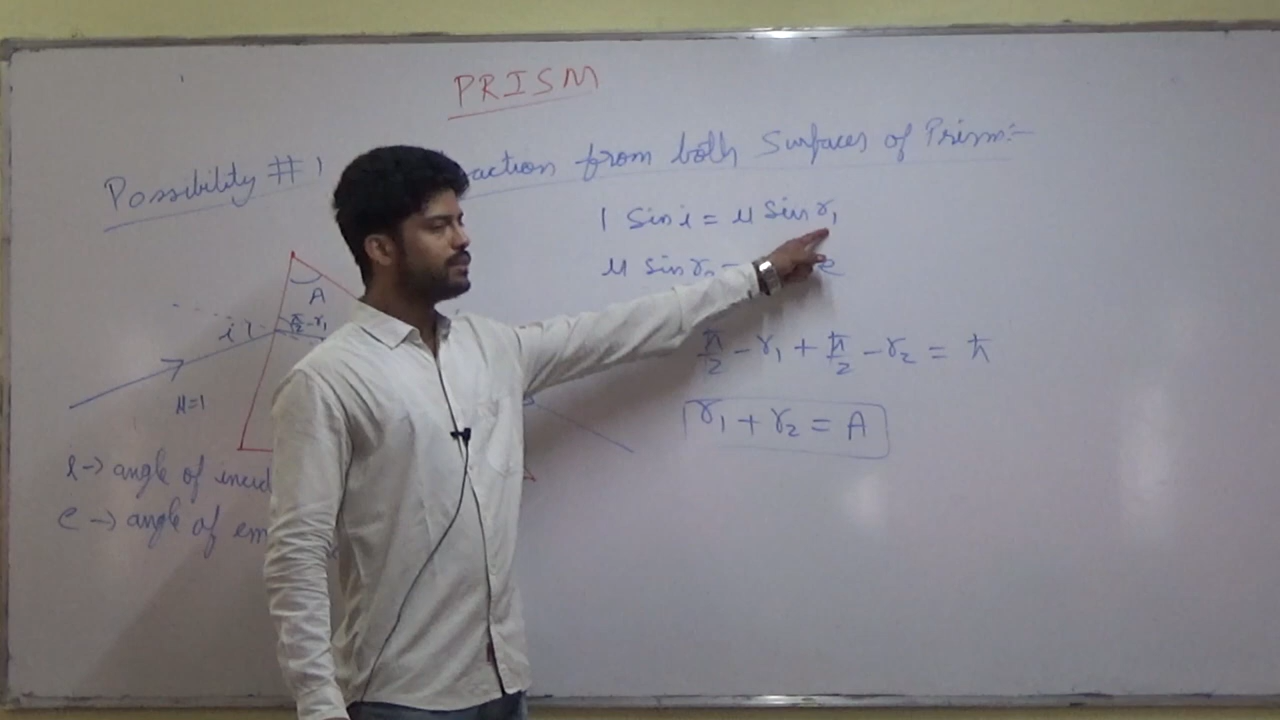 PRISM
Possibility # 1 action from both Surfaces of Prism:-
1 Sin i = μ Sin r₁
μ sin r₂ = e
A
i
π/2 - r₁
μ=1
π/2 - r₁ + π/2 - r₂ = π
r₁ + r₂ = A
i → angle of incid
e → angle of em